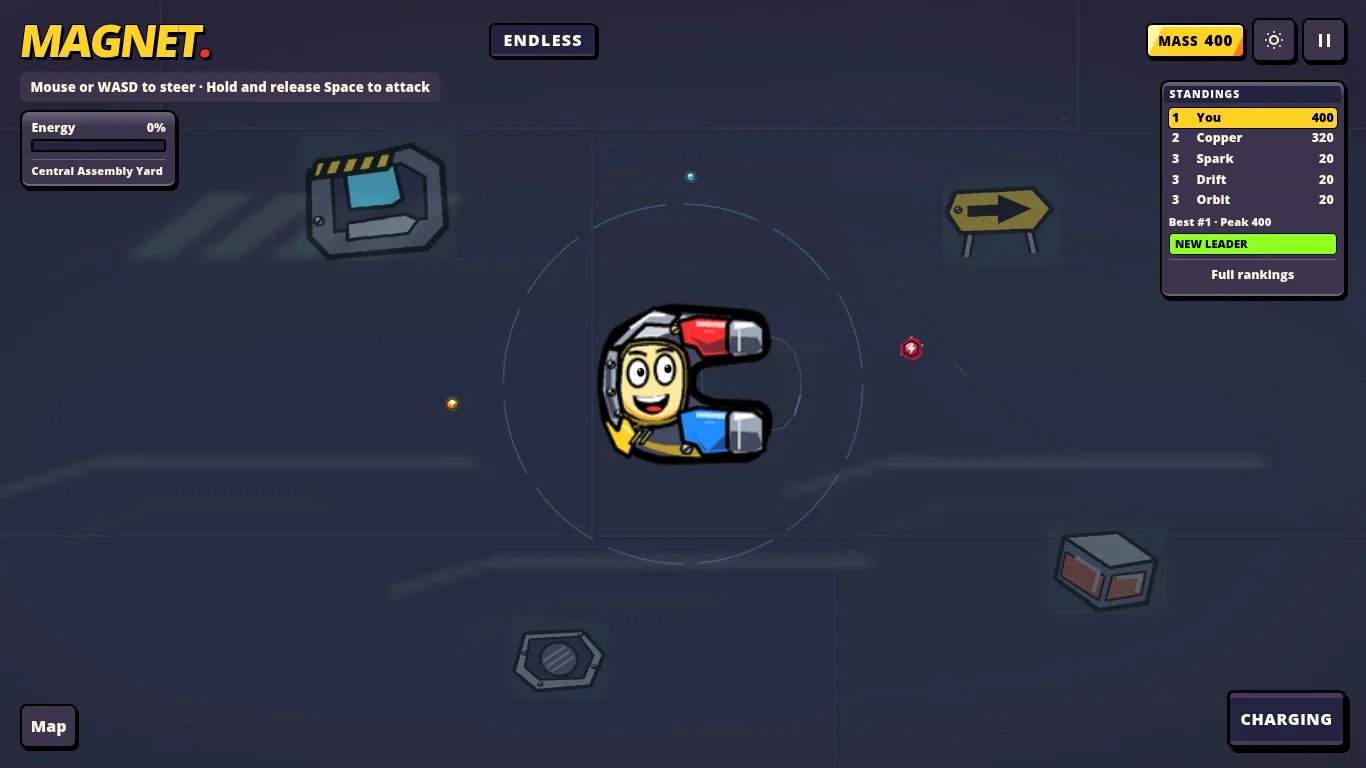 MAGNET.
ENDLESS
MASS 400
Mouse or WASD to steer · Hold and release Space to attack
Energy 0%
Central Assembly Yard
STANDINGS
1 You 400
2 Copper 320
3 Spark 20
3 Drift 20
3 Orbit 20
Best #1 · Peak 400
NEW LEADER
Full rankings
Map
CHARGING